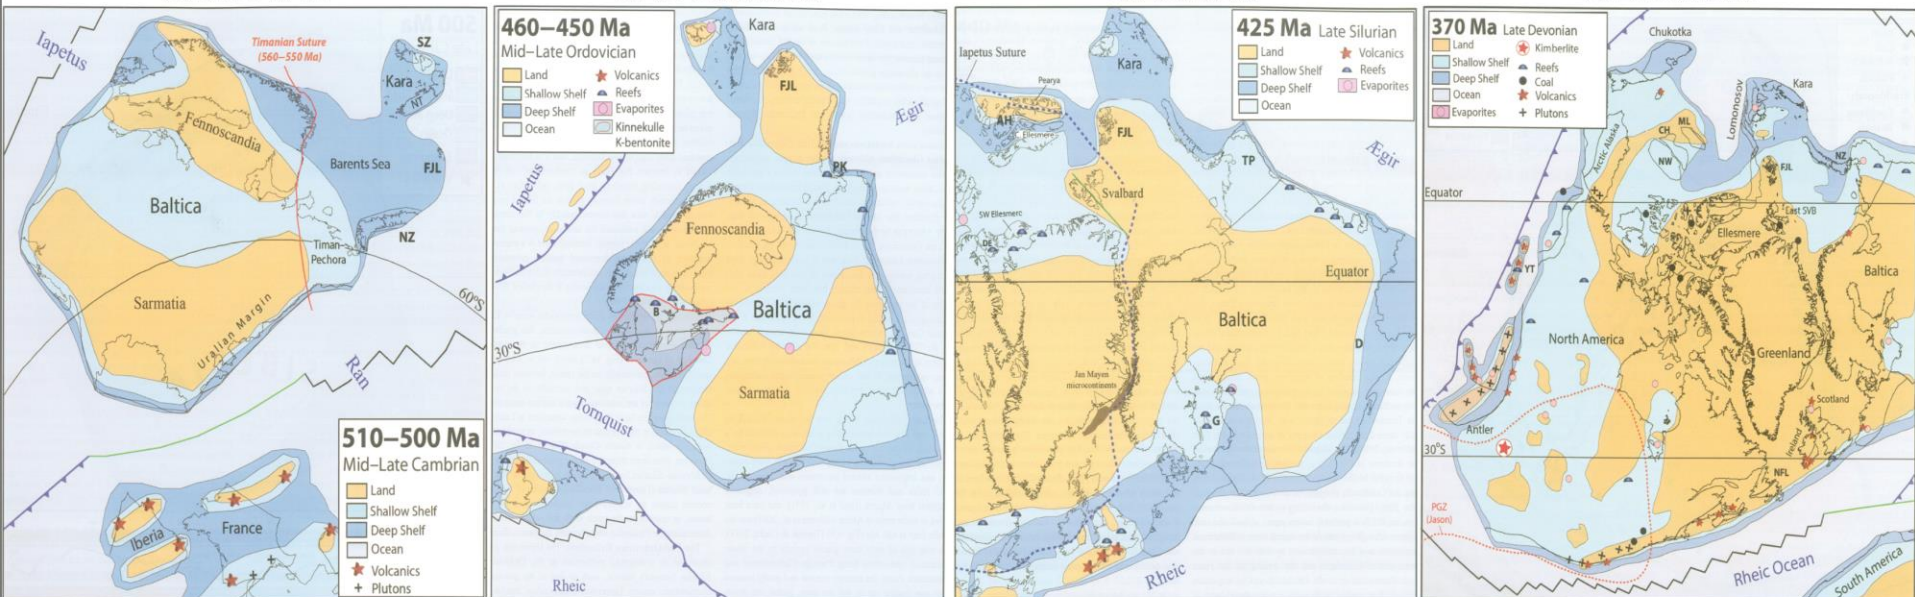 Iapetus
Timanian Suture
(560–550 Ma)
SZ
Kara
NT
Fennoscandia
Barents Sea
FJL
Baltica
NZ
Timan-
Pechora
Sarmatia
Uralian Margin
60°S
Ran
510–500 Ma
Mid–Late Cambrian
Land
Shallow Shelf
Deep Shelf
Ocean
Volcanics
Plutons
Iberia
France
460–450 Ma
Mid–Late Ordovician
Land
Shallow Shelf
Deep Shelf
Ocean
Volcanics
Reefs
Evaporites
Kinnekulle
K-bentonite
Kara
FJL
Ægir
PK
Iapetus
Fennoscandia
B
Baltica
30°S
Sarmatia
Tornquist
Rheic
425 Ma Late Silurian
Land
Shallow Shelf
Deep Shelf
Ocean
Volcanics
Reefs
Evaporites
Iapetus Suture
Pearya
Kara
AH
Ellesmere
FJL
TP
Ægir
Svalbard
SW Ellesmere
DE
Equator
Baltica
D
Jan Mayen
microcontinents
G
Rheic
370 Ma Late Devonian
Land
Shallow Shelf
Deep Shelf
Ocean
Evaporites
Kimberlite
Reefs
Coal
Volcanics
Plutons
Chukotka
Lomonosov
Kara
Arctic Alaska
ML
CH
NW
NZ
FJL
Equator
East SVB
Ellesmere
YT
Baltica
North America
Greenland
Scotland
Antler
Ireland
30°S
NFL
PGZ
(Jason)
Rheic Ocean
South America